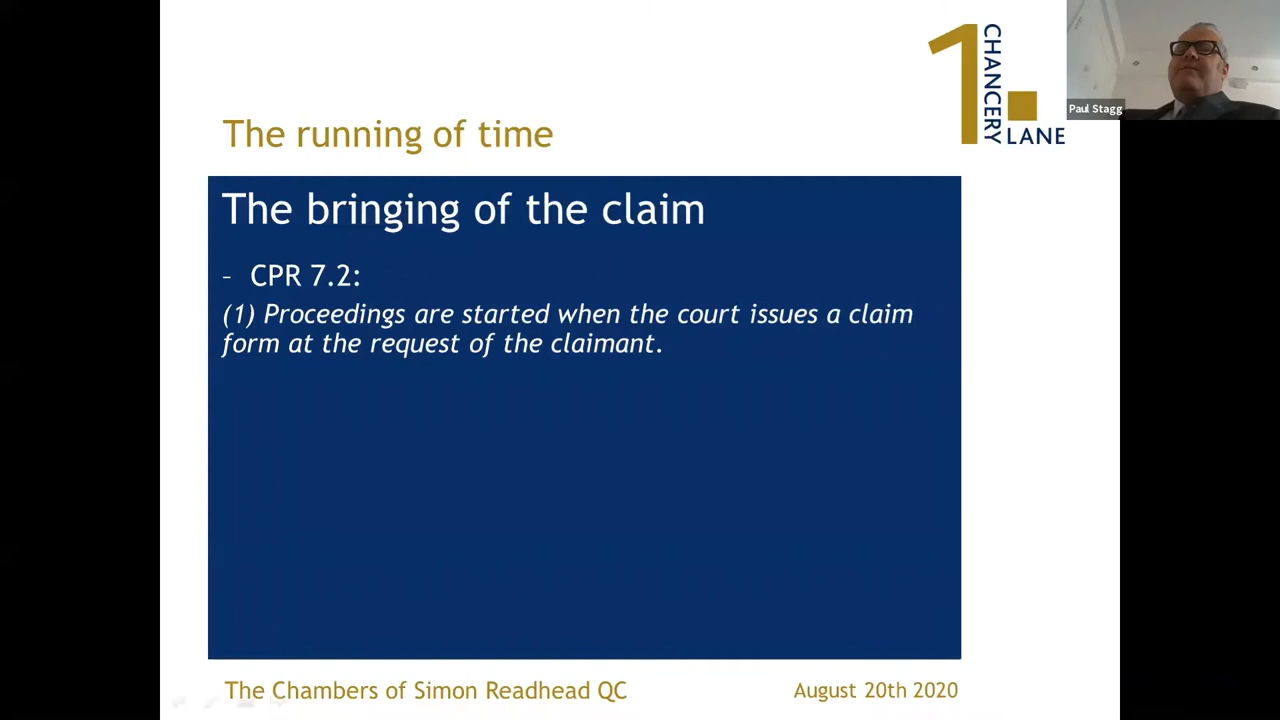 1 CHANCERY LANE
Paul Stagg
The running of time
The bringing of the claim
- CPR 7.2:
(1) Proceedings are started when the court issues a claim
form at the request of the claimant.
The Chambers of Simon Readhead QC
August 20th 2020